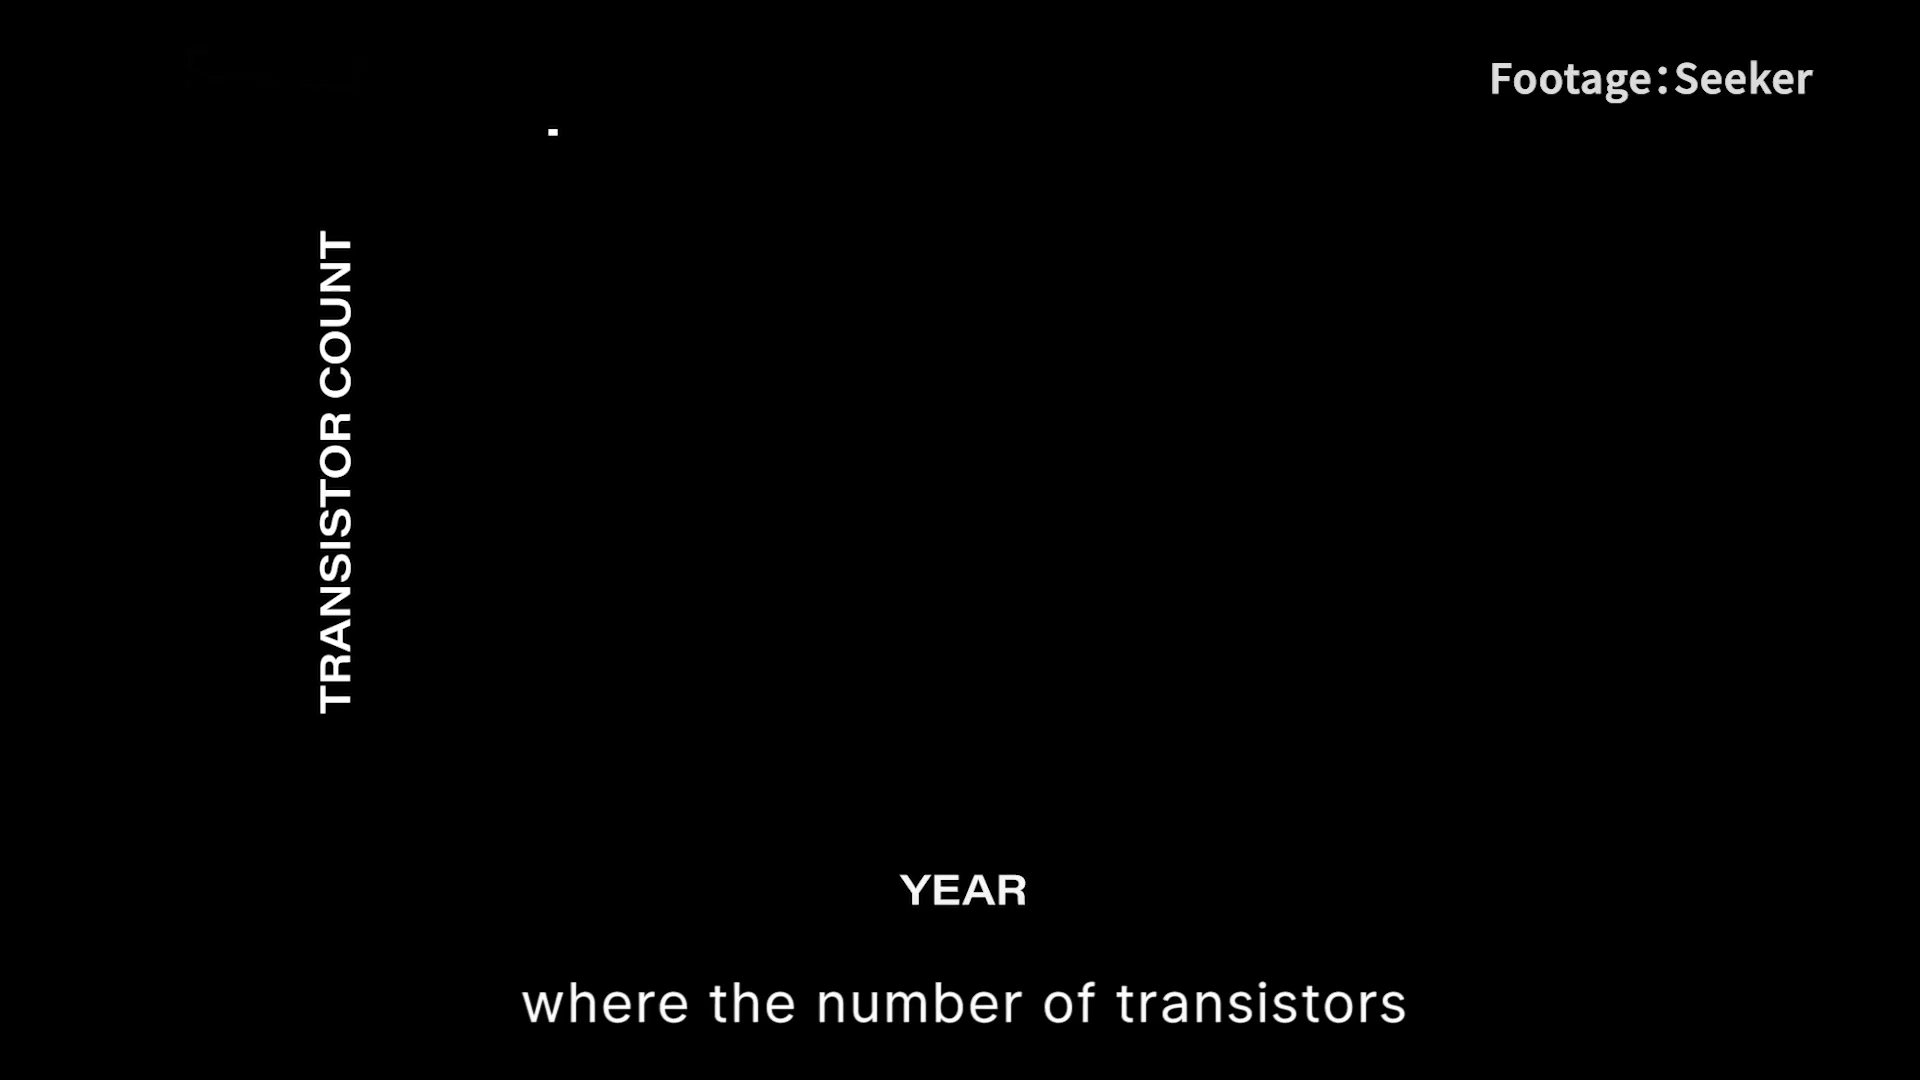 Footage:Seeker
TRANSISTOR COUNT
YEAR
where the number of transistors